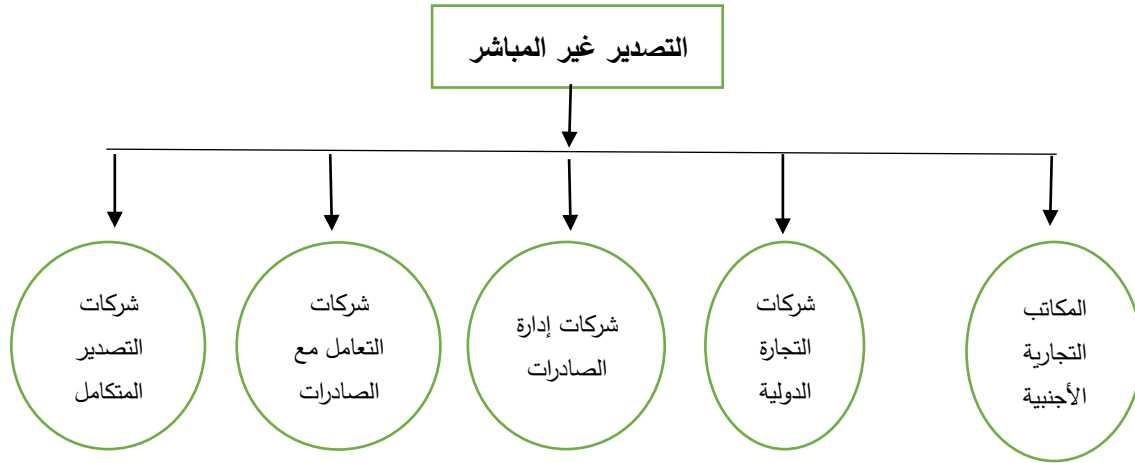 التصدير غير المباشر
المكاتب
التجارية
الأجنبية
شركات
التجارة
الدولية
شركات إدارة
الصادرات
شركات
التعامل مع
الصادرات
شركات
التصدير
المتكامل